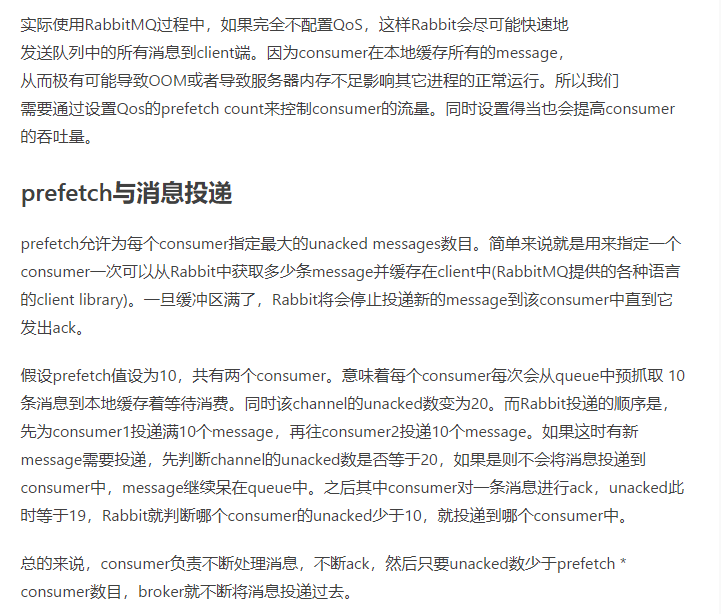 实际使用RabbitMQ过程中，如果完全不配置QoS，这样Rabbit会尽可能快速地
发送队列中的所有消息到client端。因为consumer在本地缓存所有的message，
从而极有可能导致OOM或者导致服务器内存不足影响其它进程的正常运行。所以我们
需要通过设置Qos的prefetch count来控制consumer的流量。同时设置得当也会提高consumer
的吞吐量。
prefetch与消息投递
prefetch允许为每个consumer指定最大的unacked messages数目。简单来说就是用来指定一个
consumer一次可以从Rabbit中获取多少条message并缓存在client中(RabbitMQ提供的各种语言
的client library)。一旦缓冲区满了，Rabbit将会停止投递新的message到该consumer中直到它
发出ack。
假设prefetch值设为10，共有两个consumer。意味着每个consumer每次会从queue中预抓取 10
条消息到本地缓存着等待消费。同时该channel的unacked数变为20。而Rabbit投递的顺序是，
先为consumer1投递满10个message，再往consumer2投递10个message。如果这时有新
message需要投递，先判断channel的unacked数是否等于20，如果是则不会将消息投递到
consumer中，message继续呆在queue中。之后其中consumer对一条消息进行ack，unacked此
时等于19，Rabbit就判断哪个consumer的unacked少于10，就投递到哪个consumer中。
总的来说，consumer负责不断处理消息，不断ack，然后只要unacked数少于prefetch *
consumer数目，broker就不断将消息投递过去。